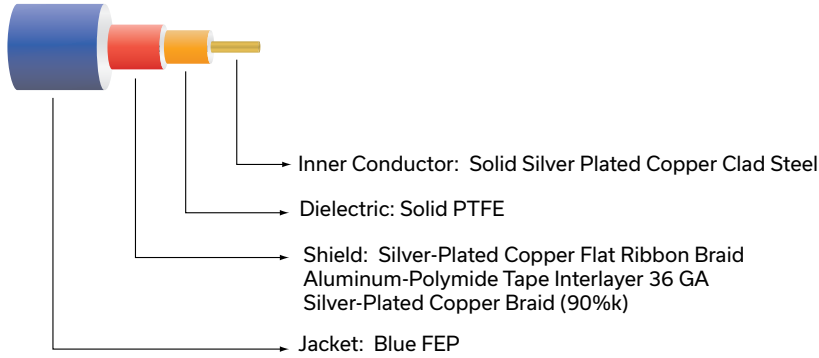 Inner Conductor: Solid Silver Plated Copper Clad Steel
Dielectric: Solid PTFE
Shield: Silver-Plated Copper Flat Ribbon Braid
Aluminum-Polymide Tape Interlayer 36 GA
Silver-Plated Copper Braid (90%k)
Jacket: Blue FEP